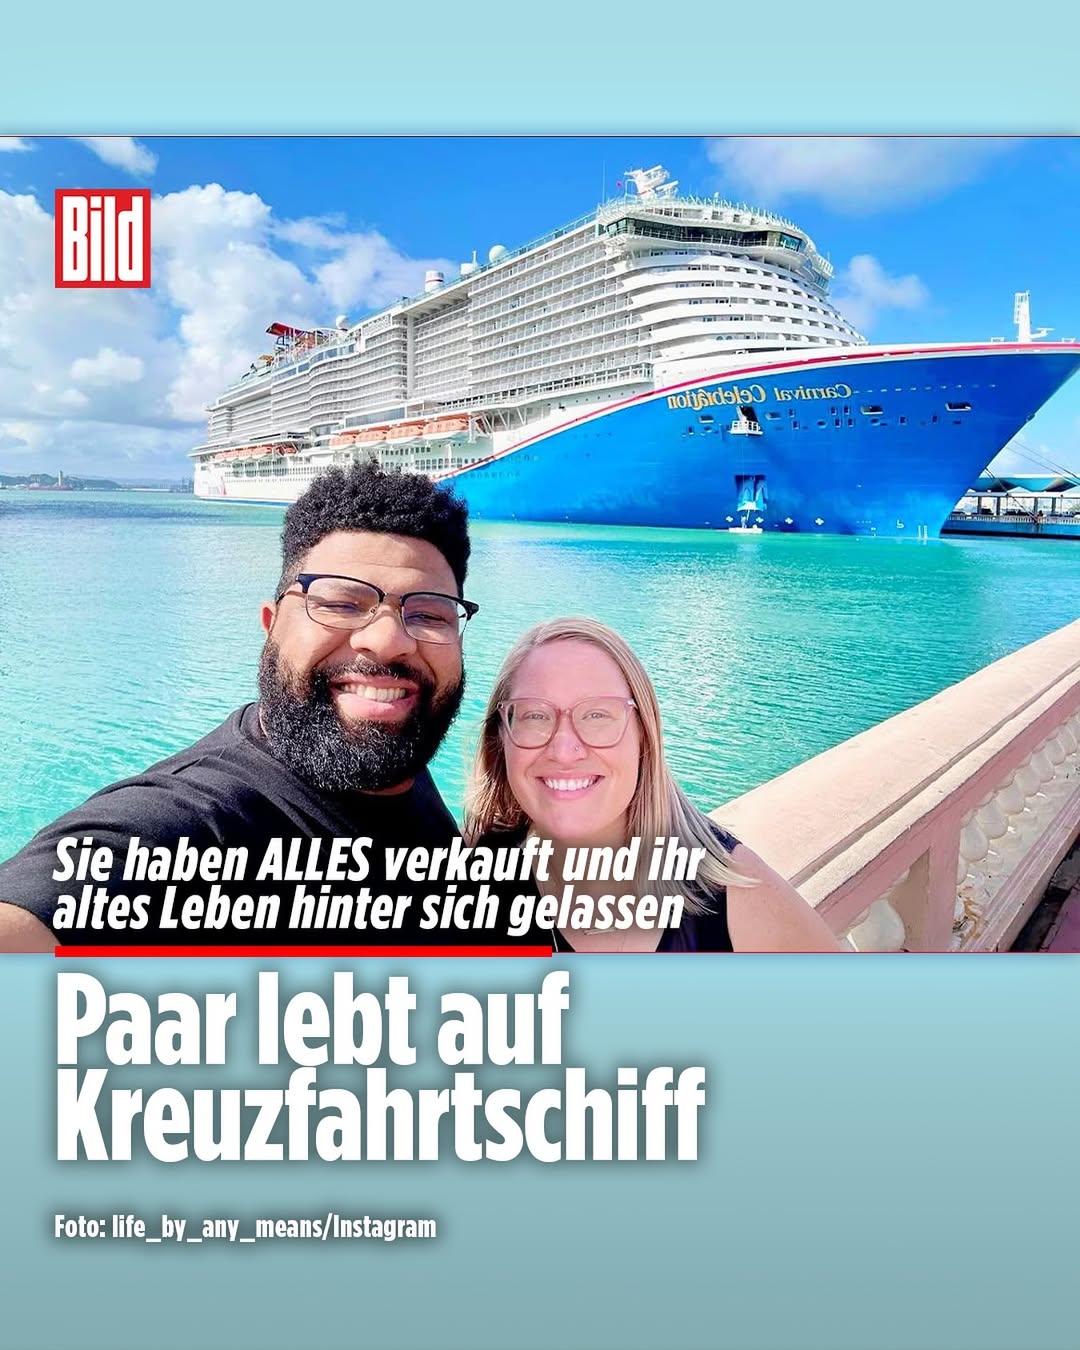 Bild
Carnival Celebration
Sie haben ALLES verkauft und ihr
altes Leben hinter sich gelassen
Paar lebt auf
Kreuzfahrtschiff
Foto: life_by_any_means/Instagram